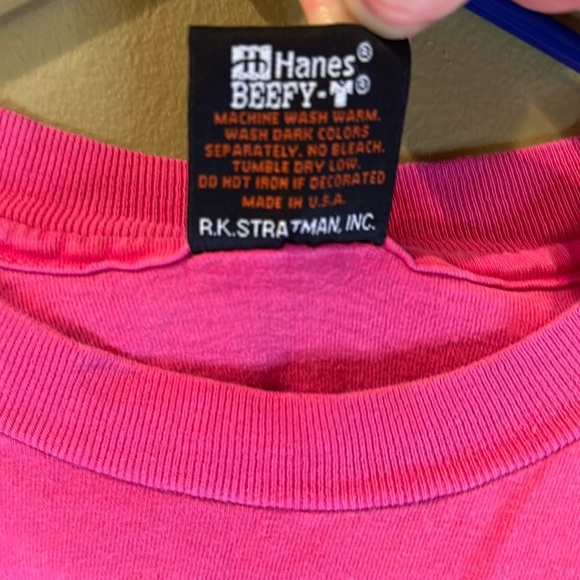 Hanes®
BEEFY-T®
MACHINE WASH WARM.
WASH DARK COLORS
SEPARATELY. NO BLEACH.
TUMBLE DRY LOW.
DO NOT IRON IF DECORATED
MADE IN U.S.A.
R.K.STRATMAN, INC.